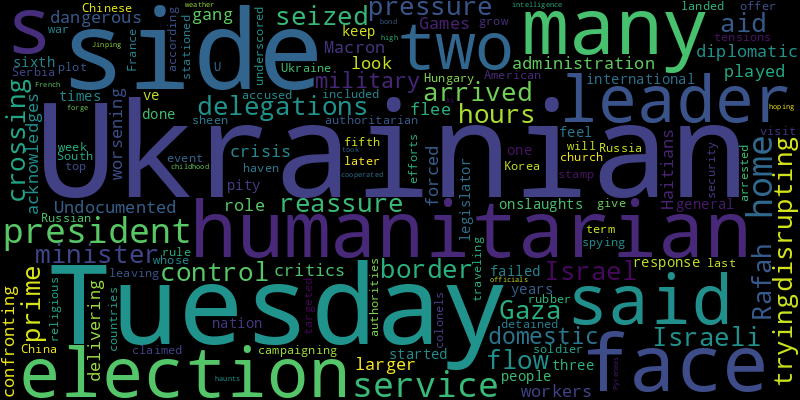 Chinese
weather
intelligence
dangerous
gang
seized
pressure
bond
grow
landed
offer
s
side
war
Jinping
according
stationed
France
U
underscored
keep
Games
high
two
many
aid
tensions
sixth
Serbia
plot
Macron
look
administration
diplomatic
crossing
French
Ukraine
Hungary
American
played
times
ve
military
arrived
leader
international
acknowledges
forge
done
worsening
delegations
accused
included
flee
hours
hoping
sheen
authoritarian
Ukrainian
week
South
top
event
childhood
crisis
haven
pity
fifth
later
took
cooperated
efforts
one
Korea
feel
will
church
Russia
stamp
Haitians
security
visit
arrested
home
Undocumented
role
reassure
forced
legislator
onslaughts
give
general
Russian
president
humanitarian
term
spying
Rafah
tryingdisrupting
minister
rule
whose
control
critics
border
traveling
failed
Israel
response
last
leaving
officials
years
confronting
prime
religious
Tuesday
authorities
targeted
Gaza
rubber
said
delivering
countries
nation
colonels
detained
domestic
Israeli
China
claimed
campaigning
started
flow
soldier
three
face
election
haunts
larger
service
people
workers
Pyrenees